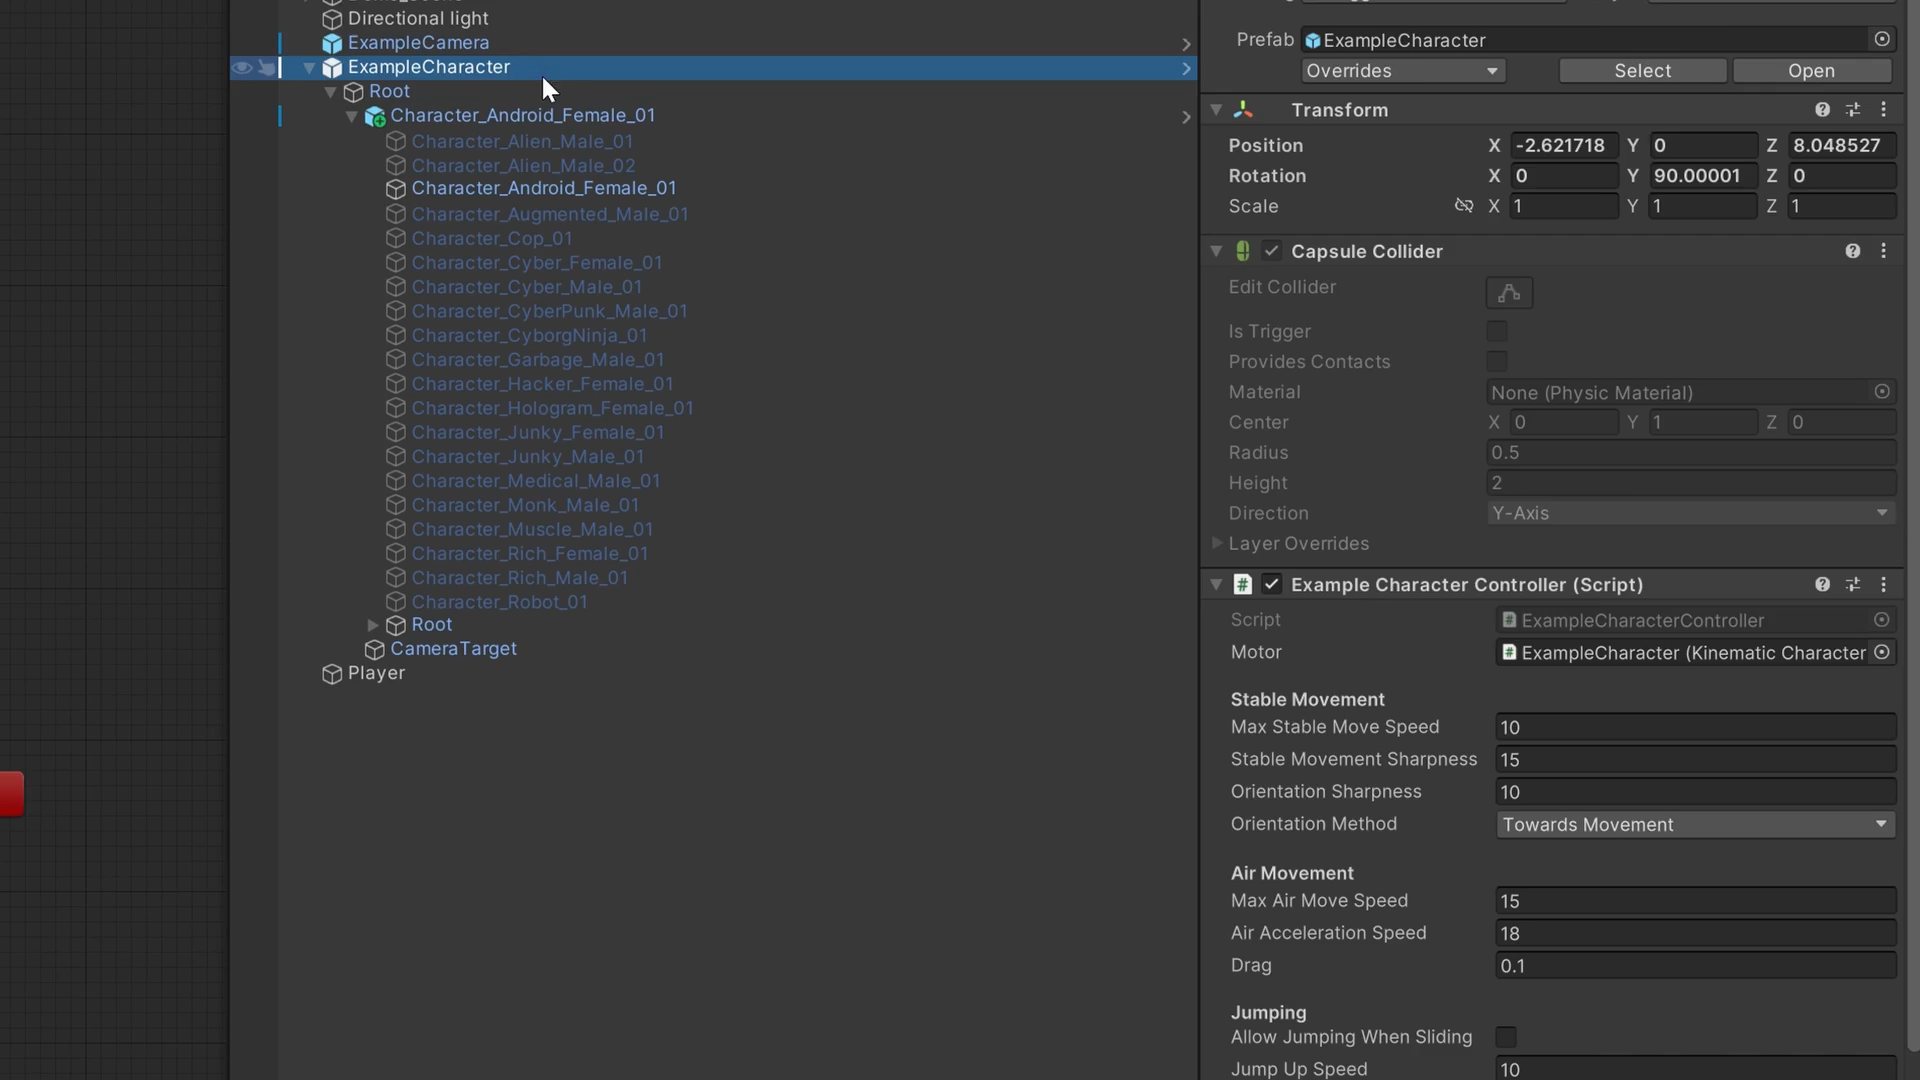 Directional light
ExampleCamera
ExampleCharacter
Root
Character_Android_Female_01
Character_Alien_Male_01
Character_Alien_Male_02
Character_Android_Female_01
Character_Augmented_Male_01
Character_Cop_01
Character_Cyber_Female_01
Character_Cyber_Male_01
Character_CyberPunk_Male_01
Character_CyborgNinja_01
Character_Garbage_Male_01
Character_Hacker_Female_01
Character_Hologram_Female_01
Character_Junky_Female_01
Character_Junky_Male_01
Character_Medical_Male_01
Character_Monk_Male_01
Character_Muscle_Male_01
Character_Rich_Female_01
Character_Rich_Male_01
Character_Robot_01
Root
CameraTarget
Player
Prefab ExampleCharacter
Overrides Select Open
Transform
Position X -2.621718 Y 0 Z 8.048527
Rotation X 0 Y 90.00001 Z 0
Scale X 1 Y 1 Z 1
Capsule Collider
Edit Collider
Is Trigger
Provides Contacts
Material None (Physic Material)
Center X 0 Y 1 Z 0
Radius 0.5
Height 2
Direction Y-Axis
Layer Overrides
# Example Character Controller (Script)
Script # ExampleCharacterController
Motor # ExampleCharacter (Kinematic Character
Stable Movement
Max Stable Move Speed 10
Stable Movement Sharpness 15
Orientation Sharpness 10
Orientation Method Towards Movement
Air Movement
Max Air Move Speed 15
Air Acceleration Speed 18
Drag 0.1
Jumping
Allow Jumping When Sliding
Jump Up Speed 10